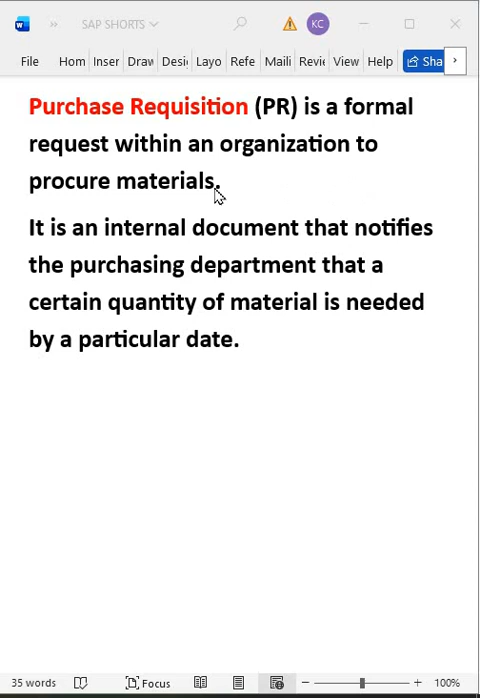 SAP SHORTS
KC
File Hom Inser Draw Desi Layo Refe Maili Revie View Help Sha
Purchase Requisition (PR) is a formal
request within an organization to
procure materials.
It is an internal document that notifies
the purchasing department that a
certain quantity of material is needed
by a particular date.
35 words Focus 100%